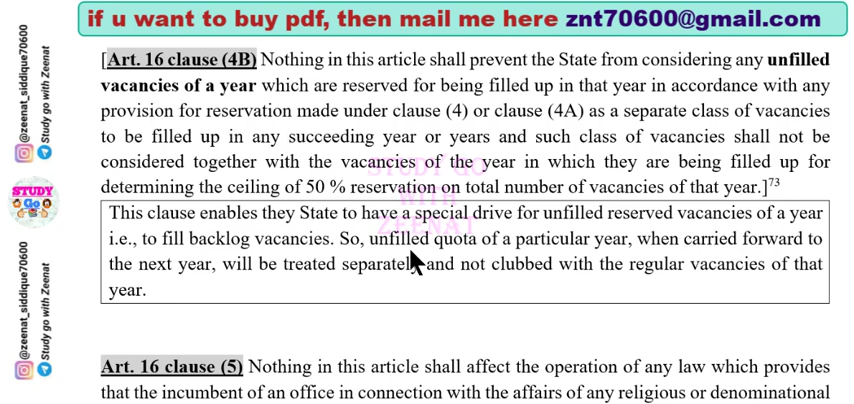 if u want to buy pdf, then mail me here znt70600@gmail.com
[Art. 16 clause (4B) Nothing in this article shall prevent the State from considering any unfilled
vacancies of a year which are reserved for being filled up in that year in accordance with any
provision for reservation made under clause (4) or clause (4A) as a separate class of vacancies
to be filled up in any succeeding year or years and such class of vacancies shall not be
considered together with the vacancies of the year in which they are being filled up for
determining the ceiling of 50 % reservation on total number of vacancies of that year.]73
This clause enables they State to have a special drive for unfilled reserved vacancies of a year
i.e., to fill backlog vacancies. So, unfilled quota of a particular year, when carried forward to
the next year, will be treated separately and not clubbed with the regular vacancies of that
year.
Art. 16 clause (5) Nothing in this article shall affect the operation of any law which provides
that the incumbent of an office in connection with the affairs of any religious or denominational
STUDY GO
WITH
ZEENAT
@zeenat_siddique70600
Study go with Zeenat
STUDY
Go
@zeenat_siddique70600
Study go with Zeenat